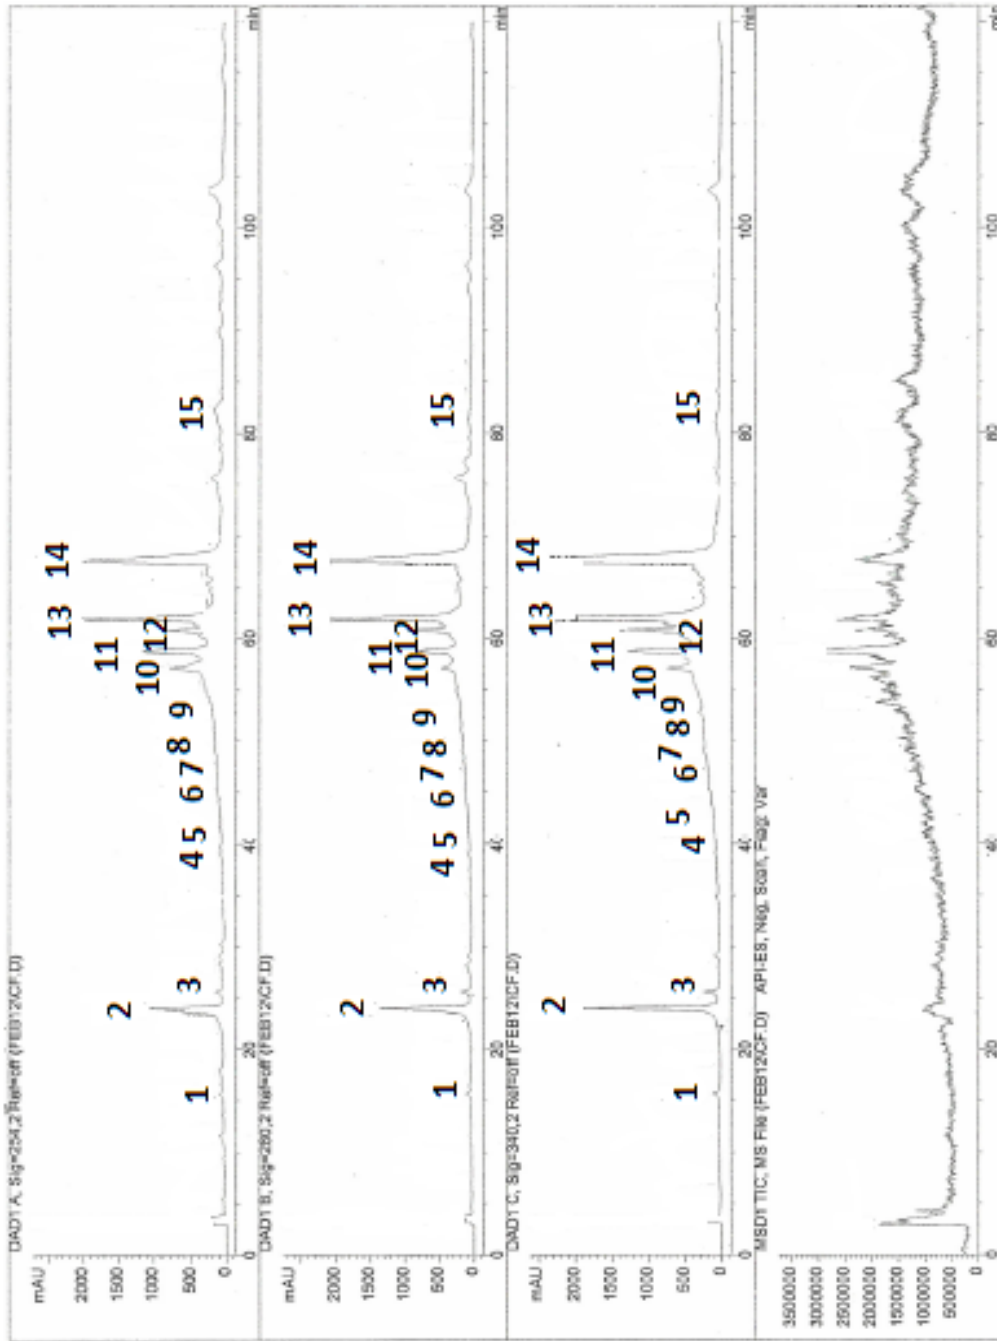 DAD1 A, Sig=254,2 Ref=off (FEB12\CF.D)
mAU
2000
1500
1000
500
0
1 2 3 4 5 6 7 8 9 10 11 12 13 14 15
0 20 40 60 80 100 min
DAD1 B, Sig=280,2 Ref=off (FEB12\CF.D)
mAU
2000
1500
1000
500
0
1 2 3 4 5 6 7 8 9 10 11 12 13 14 15
0 20 40 60 80 100 min
DAD1 C, Sig=340,2 Ref=off (FEB12\CF.D)
mAU
2000
1500
1000
500
0
1 2 3 4 5 6 7 8 9 10 11 12 13 14 15
0 20 40 60 80 100 min
MSD1 TIC, MS File (FEB12\CF.D) API-ES, Neg, Scan, Frag: Var
3500000
3000000
2500000
2000000
1500000
1000000
500000
0
0 20 40 60 80 100 min